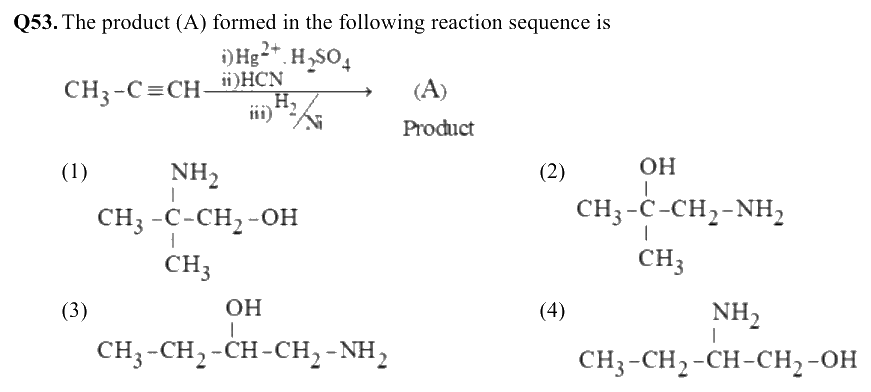 Q53. The product (A) formed in the following reaction sequence is
i)Hg²⁺.H₂SO₄
CH₃-C≡CH ii)HCN (A)
iii) H₂/Ni Product
(1) NH₂
CH₃-C-CH₂-OH
CH₃
(2) OH
CH₃-C-CH₂-NH₂
CH₃
(3) OH
CH₃-CH₂-CH-CH₂-NH₂
(4) NH₂
CH₃-CH₂-CH-CH₂-OH